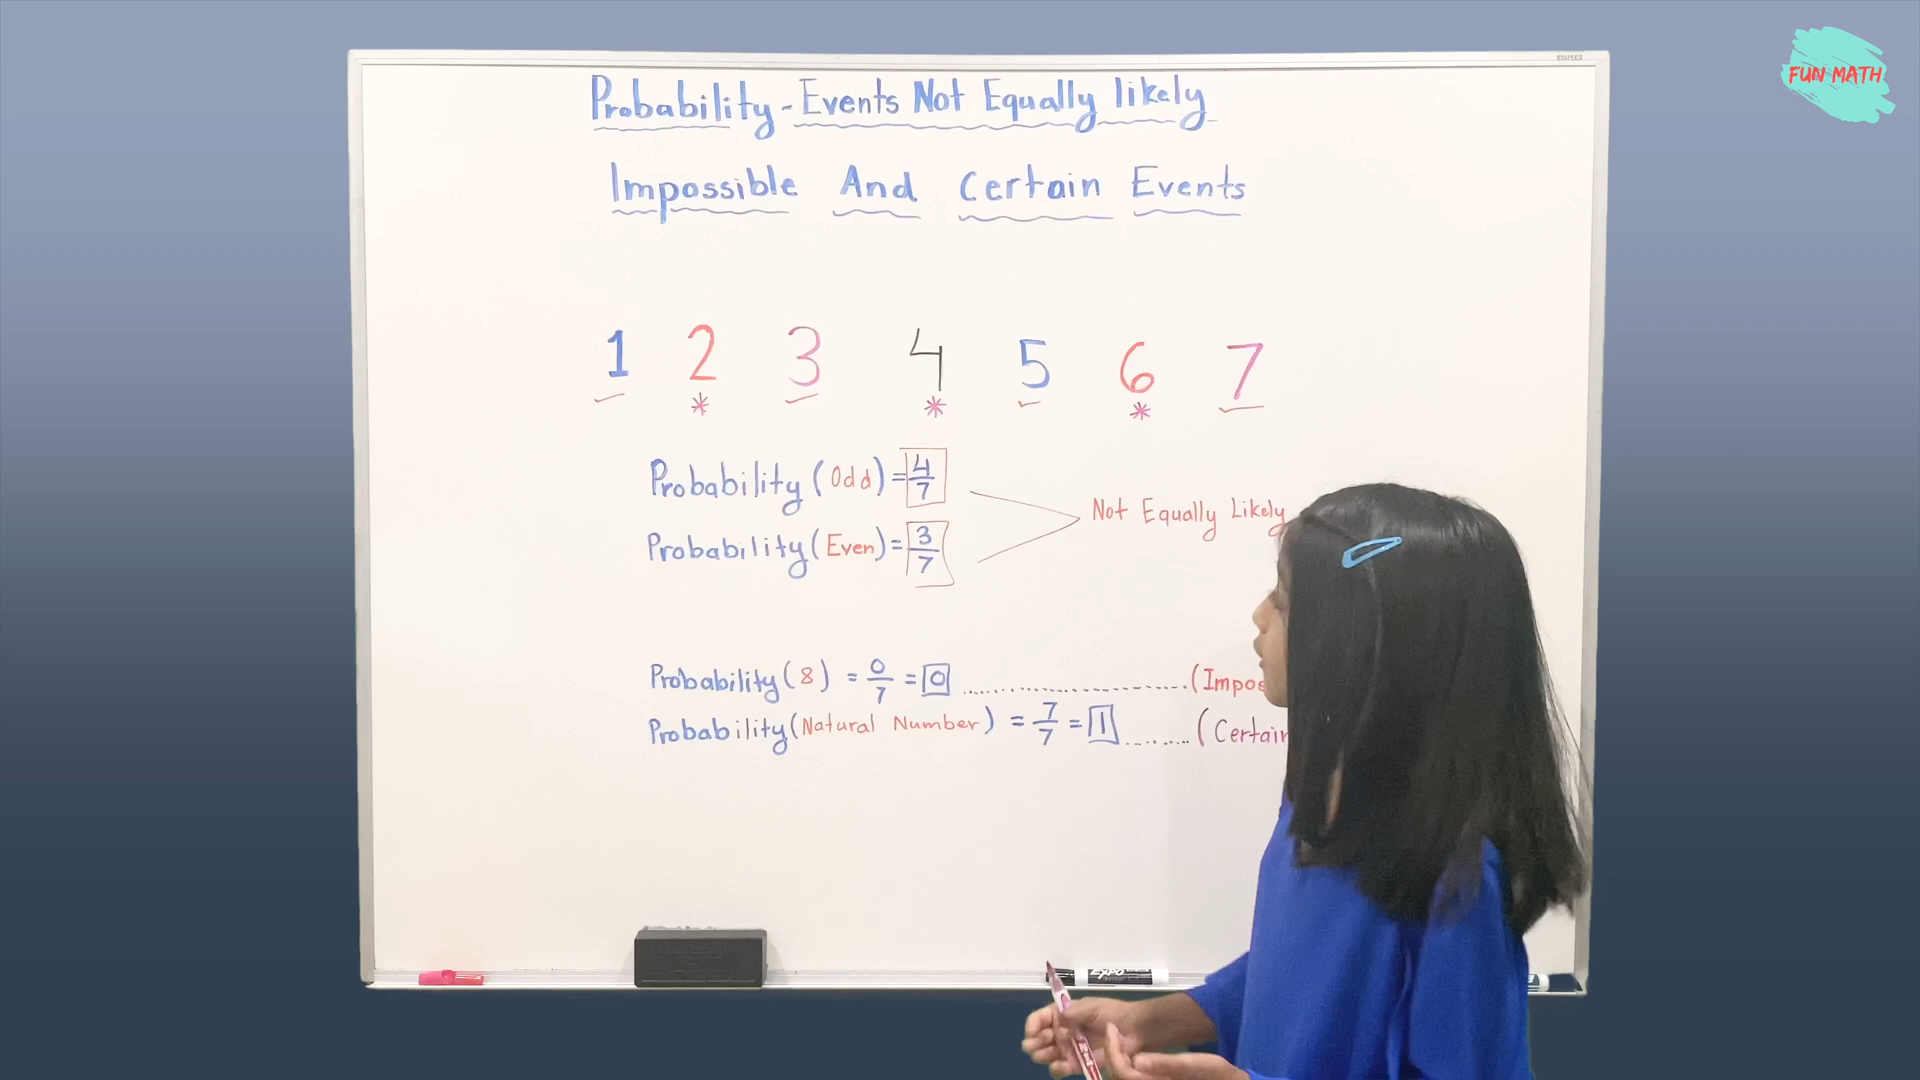 FUN MATH
Probability - Events Not Equally likely
Impossible And Certain Events
1 2 3 4 5 6 7
* * *
Probability (Odd) = 4/7
Probability (Even) = 3/7
Not Equally Likely
Probability (8) = 0/7 = 0 .................... (Impos
Probability (Natural Number) = 7/7 = 1 ......... (Certain
EXPO